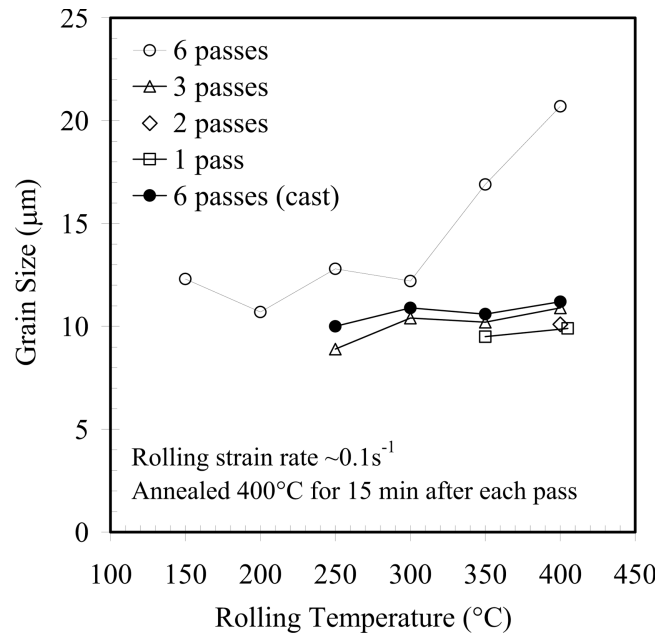 25
20
15
10
5
0
Grain Size (μm)
6 passes
3 passes
2 passes
1 pass
6 passes (cast)
Rolling strain rate ~0.1s⁻¹
Annealed 400°C for 15 min after each pass
100 150 200 250 300 350 400 450
Rolling Temperature (°C)